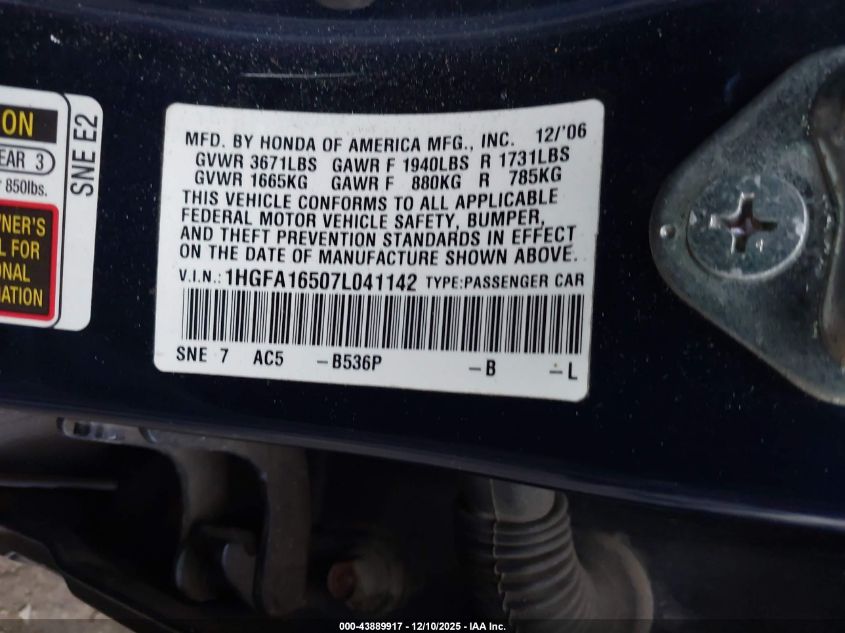 ON
EAR 3
850lbs.
WNER'S
L FOR
ONAL
MATION
SNE E2
MFD. BY HONDA OF AMERICA MFG., INC. 12/'06
GVWR 3671LBS GAWR F 1940LBS R 1731LBS
GVWR 1665KG GAWR F 880KG R 785KG
THIS VEHICLE CONFORMS TO ALL APPLICABLE
FEDERAL MOTOR VEHICLE SAFETY, BUMPER,
AND THEFT PREVENTION STANDARDS IN EFFECT
ON THE DATE OF MANUFACTURE SHOWN ABOVE.
V.I.N.: 1HGFA16507L041142 TYPE:PASSENGER CAR
SNE 7 AC5 -B536P -B -L
000-43889917 - 12/10/2025 - IAA Inc.